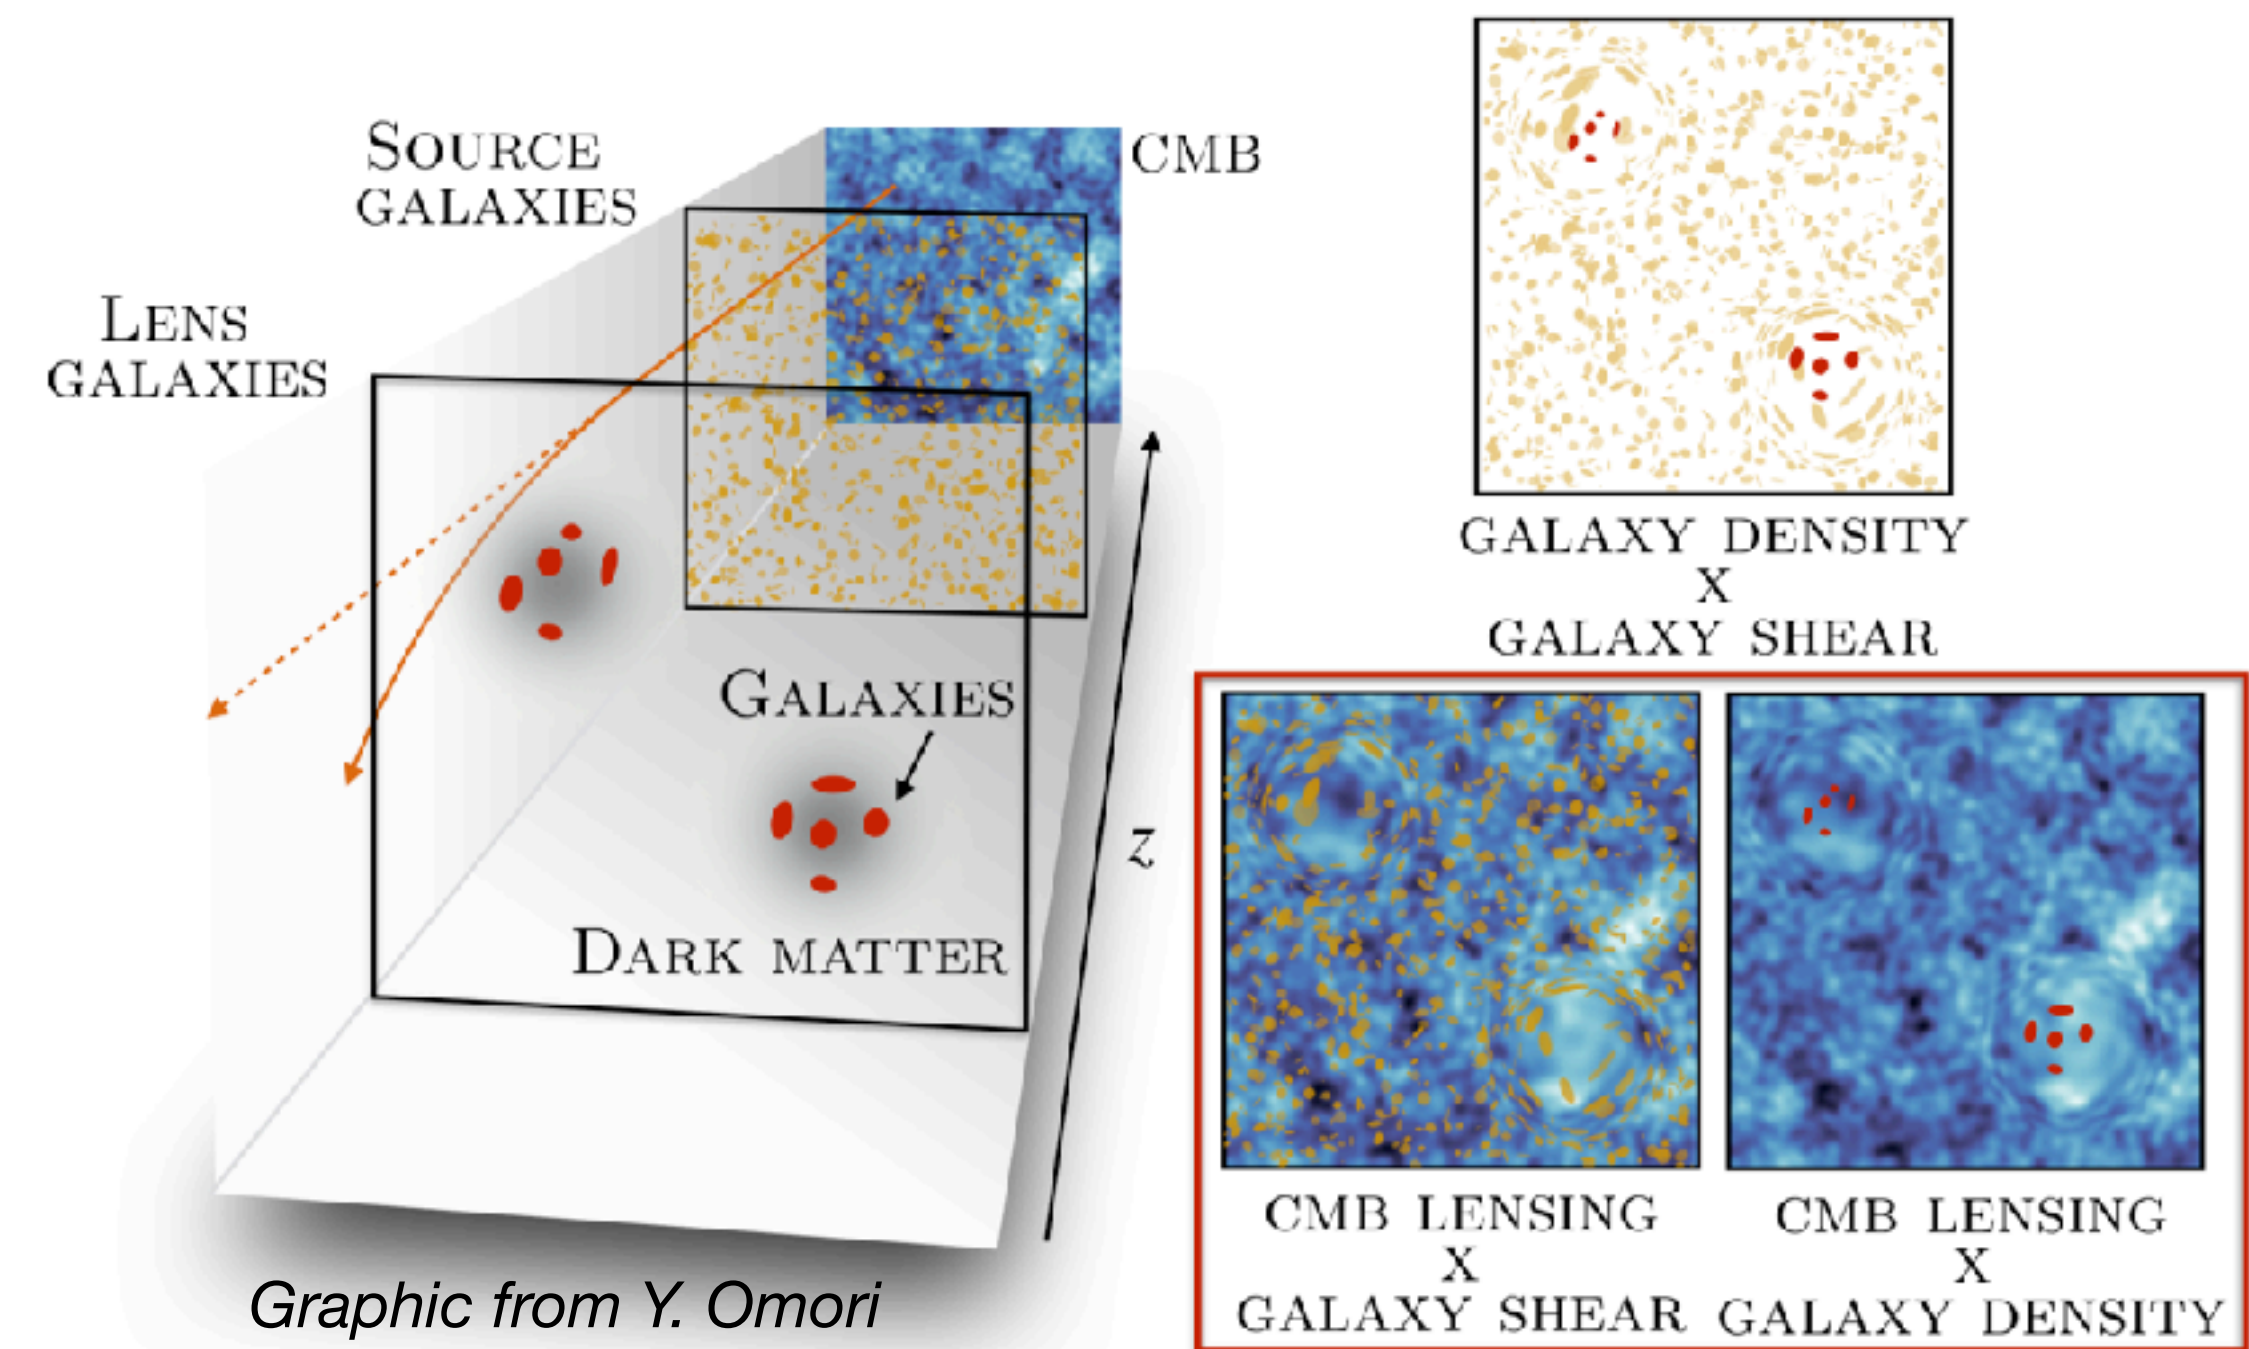 SOURCE
GALAXIES
CMB
LENS
GALAXIES
GALAXIES
DARK MATTER
z
Graphic from Y. Omori
GALAXY DENSITY
X
GALAXY SHEAR
CMB LENSING
X
GALAXY SHEAR
CMB LENSING
X
GALAXY DENSITY